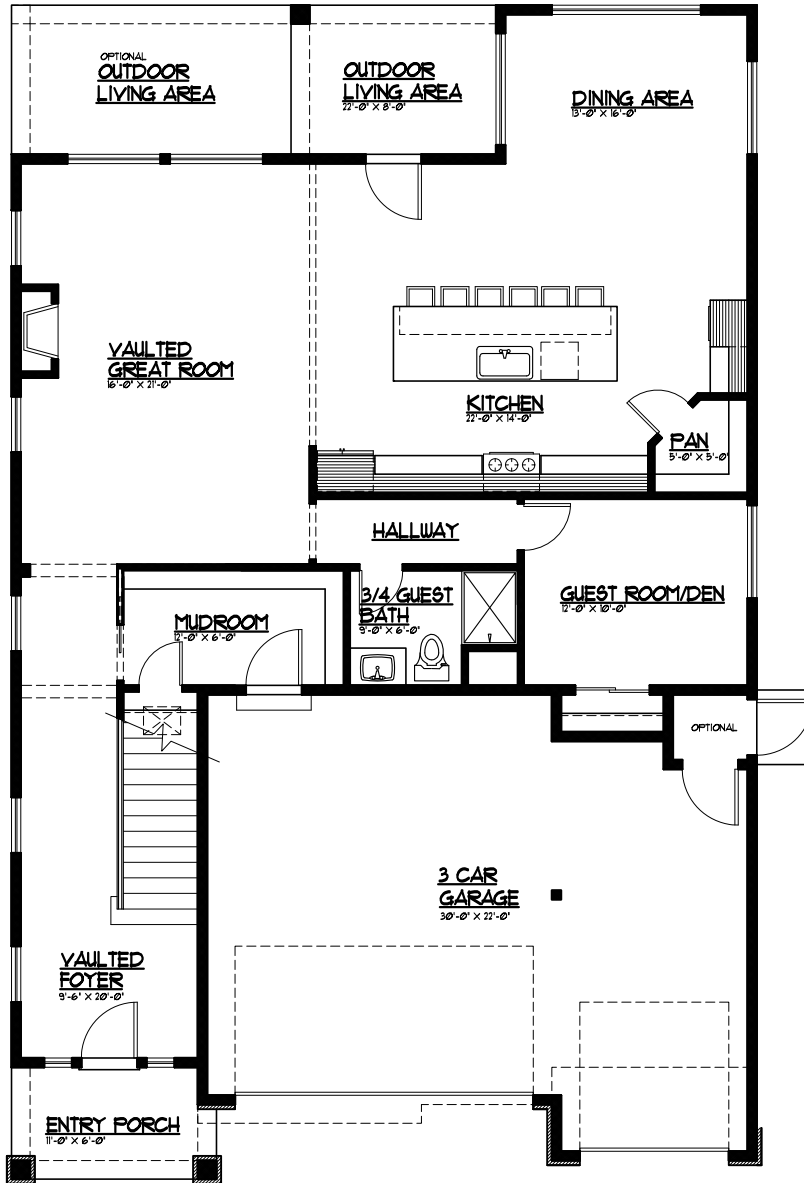 OPTIONAL
OUTDOOR
LIVING AREA
OUTDOOR
LIVING AREA
22'-0" X 8'-0"
DINING AREA
13'-0" X 16'-0"
VAULTED
GREAT ROOM
16'-0" X 21'-0"
KITCHEN
22'-0" X 14'-0"
PAN
5'-0" X 5'-0"
HALLWAY
3/4 GUEST
BATH
9'-0" X 6'-0"
GUEST ROOM/DEN
12'-0" X 10'-0"
MUDROOM
12'-0" X 6'-0"
OPTIONAL
3 CAR
GARAGE
30'-0" X 22'-0"
VAULTED
FOYER
9'-6" X 20'-0"
ENTRY PORCH
11'-0" X 6'-0"